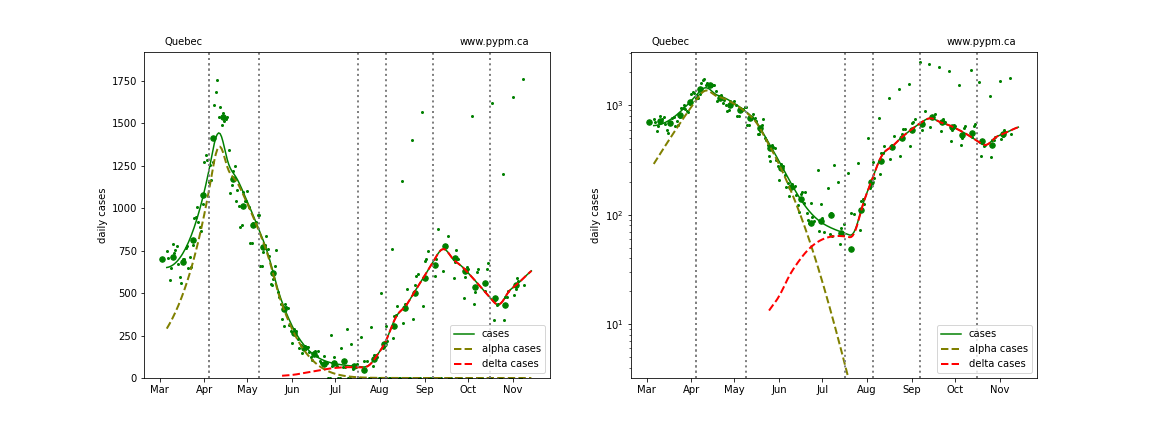 Quebec www.pypm.ca
daily cases
1750
1500
1250
1000
750
500
250
0
Mar Apr May Jun Jul Aug Sep Oct Nov
cases
alpha cases
delta cases
Quebec www.pypm.ca
daily cases
10³
10²
10¹
Mar Apr May Jun Jul Aug Sep Oct Nov
cases
alpha cases
delta cases